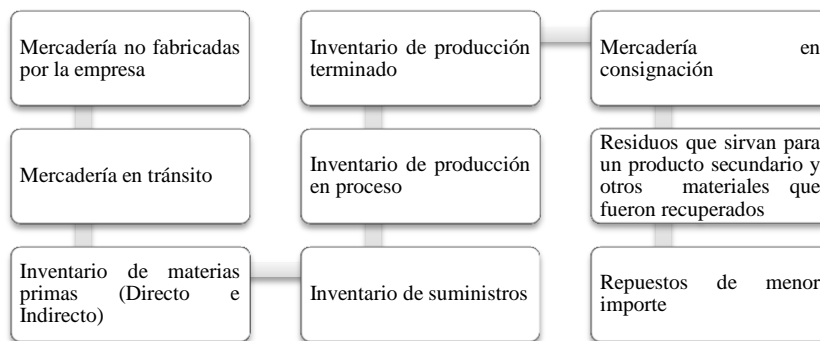 Mercadería no fabricadas
por la empresa
Mercadería en tránsito
Inventario de materias
primas (Directo e
Indirecto)
Inventario de suministros
Inventario de producción
en proceso
Inventario de producción
terminado
Mercadería en
consignación
Residuos que sirvan para
un producto secundario y
otros materiales que
fueron recuperados
Repuestos de menor
importe